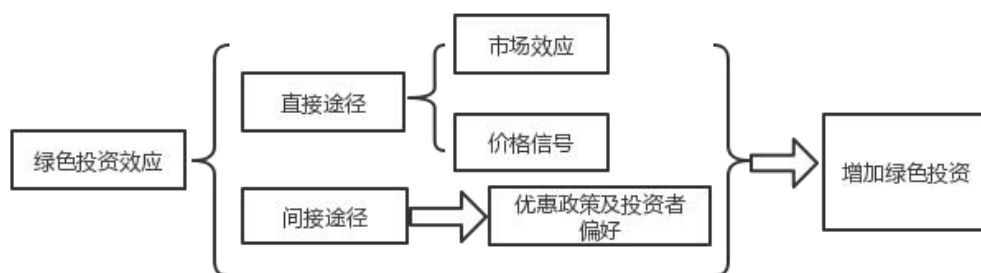 市场效应
直接途径
价格信号
绿色投资效应
增加绿色投资
间接途径
优惠政策及投资者
偏好